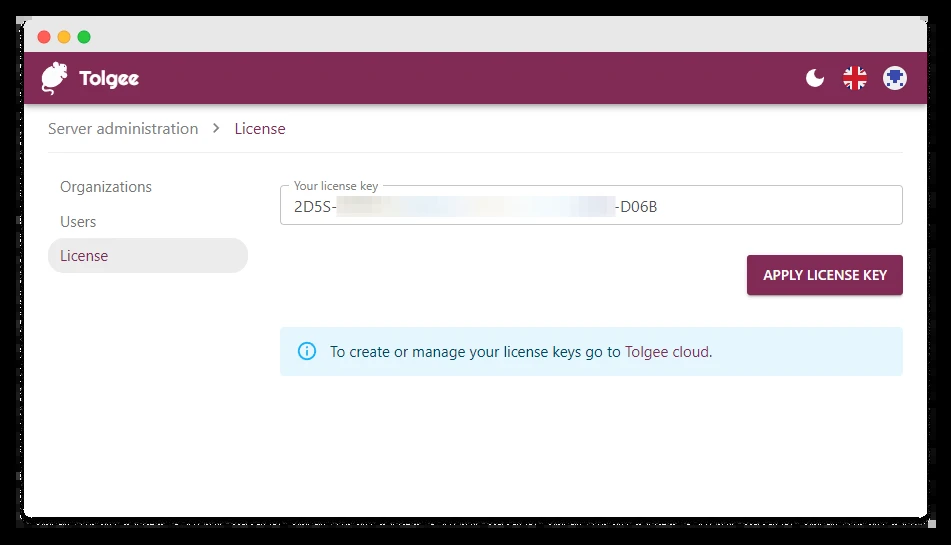 Tolgee
Server administration > License
Organizations
Users
License
Your license key
2D5S-
-D06B
APPLY LICENSE KEY
To create or manage your license keys go to Tolgee cloud.